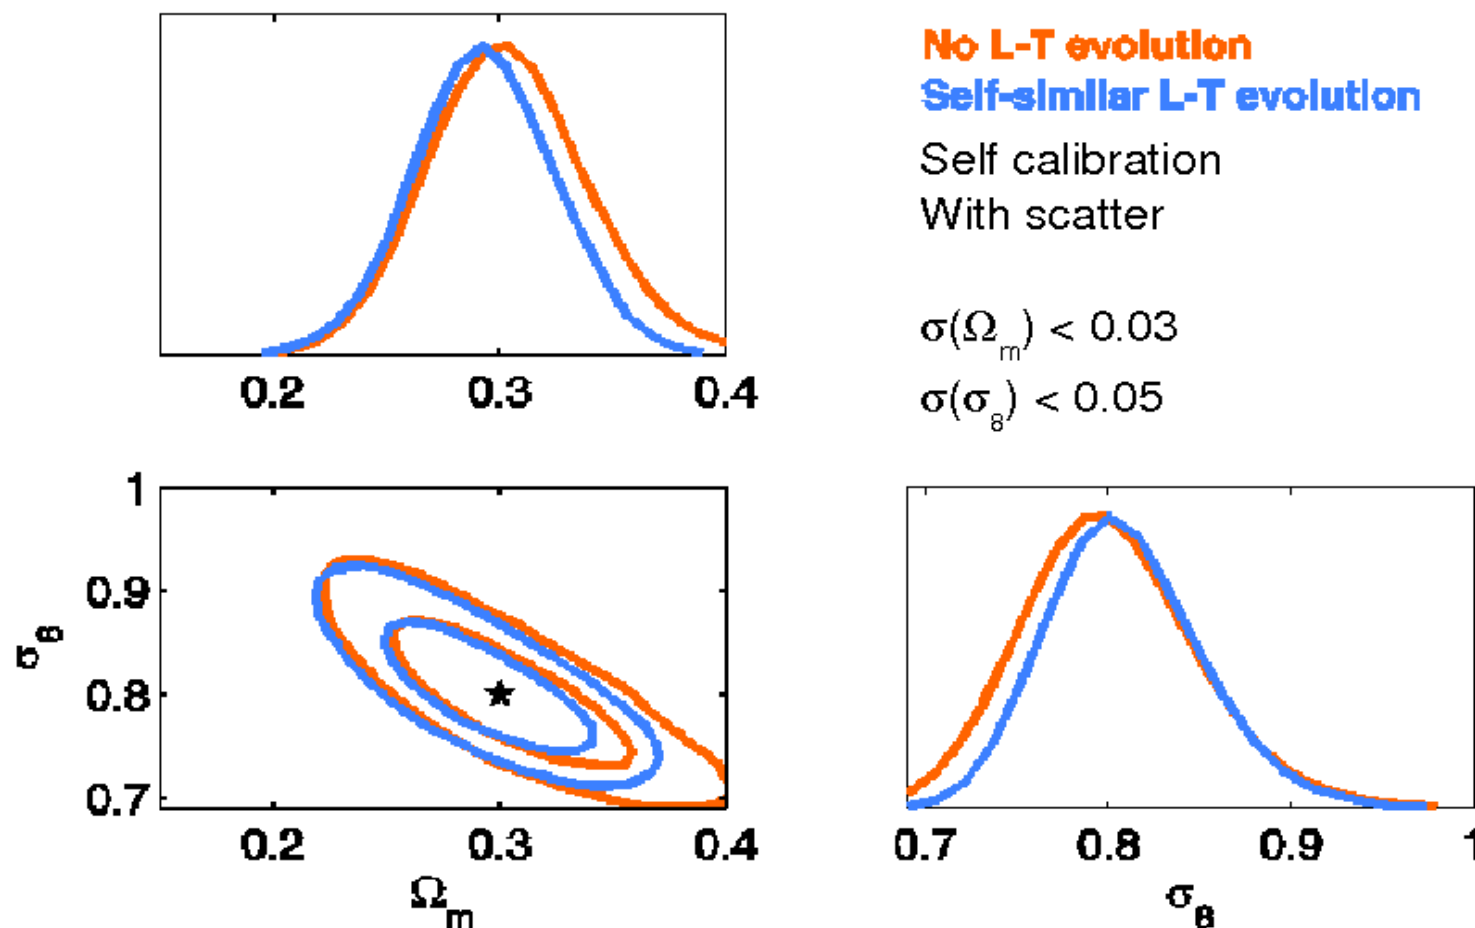 No L-T evolution
Self-similar L-T evolution
Self calibration
With scatter
σ(Ωₘ) < 0.03
σ(σ₈) < 0.05
0.2 0.3 0.4
1
0.9
0.8
0.7
σ₈
0.2 0.3 0.4
Ωₘ
0.7 0.8 0.9 1
σ₈